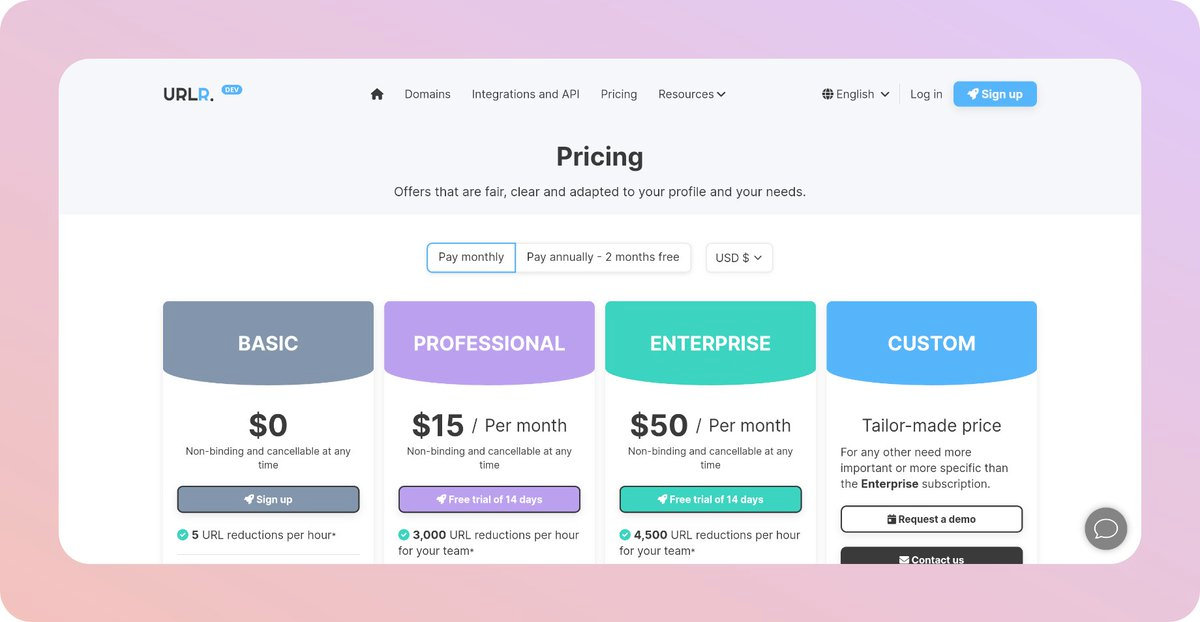 URLR. DEV
Domains
Integrations and API
Pricing
Resources
English
Log in
Sign up
Pricing
Offers that are fair, clear and adapted to your profile and your needs.
Pay monthly
Pay annually - 2 months free
USD $
BASIC
$0
Non-binding and cancellable at any
time
Sign up
5 URL reductions per hour*
PROFESSIONAL
$15 / Per month
Non-binding and cancellable at any
time
Free trial of 14 days
3,000 URL reductions per hour
for your team*
ENTERPRISE
$50 / Per month
Non-binding and cancellable at any
time
Free trial of 14 days
4,500 URL reductions per hour
for your team*
CUSTOM
Tailor-made price
For any other need more
important or more specific than
the Enterprise subscription.
Request a demo
Contact us